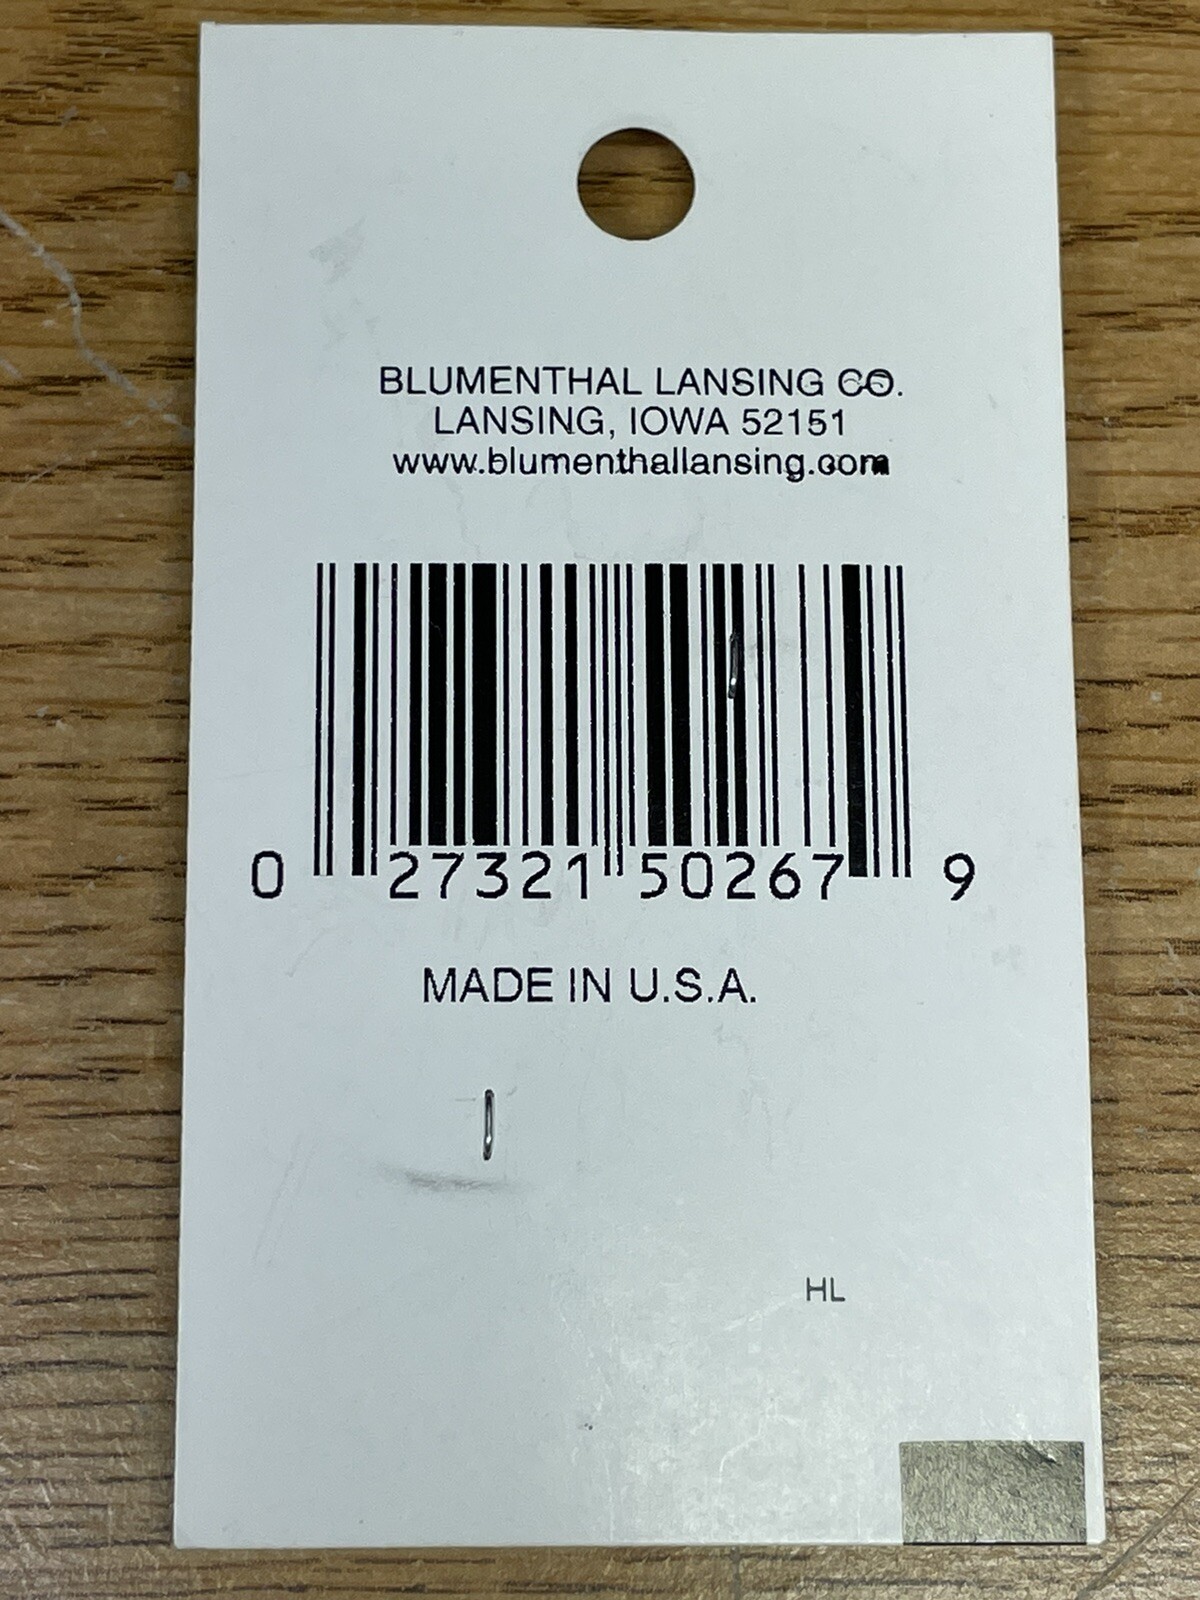 BLUMENTHAL LANSING CO.
LANSING, IOWA 52151
www.blumenthallansing.com
0 27321 50267 9
MADE IN U.S.A.
HL